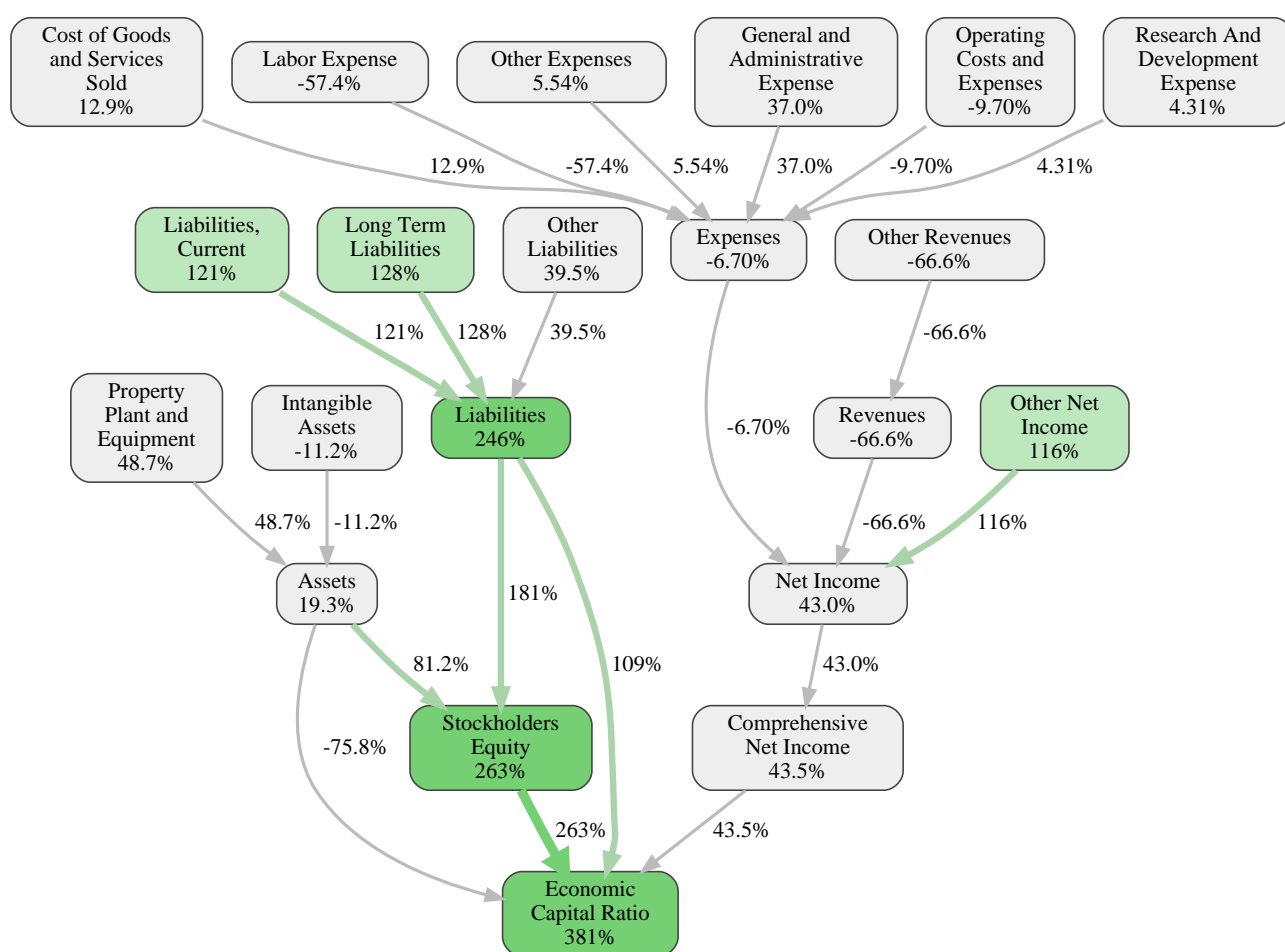 Cost of Goods
and Services
Sold
12.9%
Labor Expense
-57.4%
Other Expenses
5.54%
General and
Administrative
Expense
37.0%
Operating
Costs and
Expenses
-9.70%
Research And
Development
Expense
4.31%
12.9%
-57.4%
5.54%
37.0%
-9.70%
4.31%
Liabilities,
Current
121%
Long Term
Liabilities
128%
Other
Liabilities
39.5%
Expenses
-6.70%
Other Revenues
-66.6%
121%
128%
39.5%
-66.6%
Property
Plant and
Equipment
48.7%
Intangible
Assets
-11.2%
Liabilities
246%
-6.70%
Revenues
-66.6%
Other Net
Income
116%
48.7%
-11.2%
-66.6%
116%
Assets
19.3%
181%
Net Income
43.0%
81.2%
109%
43.0%
-75.8%
Stockholders
Equity
263%
Comprehensive
Net Income
43.5%
263%
43.5%
Economic
Capital Ratio
381%